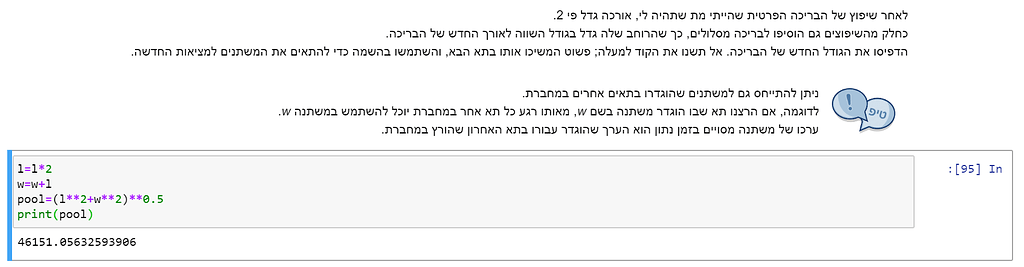 לאחר שיפוץ של הבריכה הפרטית שהייתי מת שתהיה לי, אורכה גדל פי 2.
כחלק מהשיפוצים גם הוסיפו לבריכה מסלולים, כך שהרוחב שלה גדל בגודל השווה לאורך החדש של הבריכה.
הדפיסו את הגודל החדש של הבריכה. אל תשנו את הקוד למעלה; פשוט המשיכו אותו בתא הבא, והשתמשו בהשמה כדי להתאים את המשתנים למציאות החדשה.
טיפ!
ניתן להתייחס גם למשתנים שהוגדרו בתאים אחרים במחברת.
לדוגמה, אם הרצנו תא שבו הוגדר משתנה בשם w, מאותו רגע כל תא אחר במחברת יוכל להשתמש במשתנה w.
ערכו של משתנה מסויים בזמן נתון הוא הערך שהוגדר עבורו בתא האחרון שהורץ במחברת.
:[95] In
l=l*2
w=w+l
pool=(l**2+w**2)**0.5
print(pool)
46151.05632593906